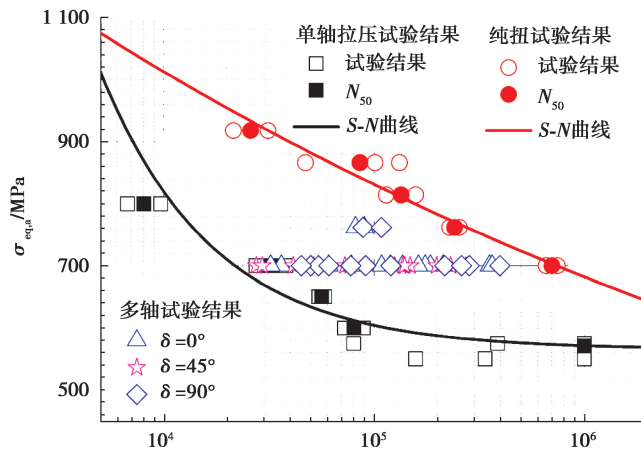 1 100
900
700
500
σeq,a/MPa
单轴拉压试验结果
试验结果
N50
S-N曲线
纯扭试验结果
试验结果
N50
S-N曲线
多轴试验结果
δ=0°
δ=45°
δ=90°
10⁴
10⁵
10⁶